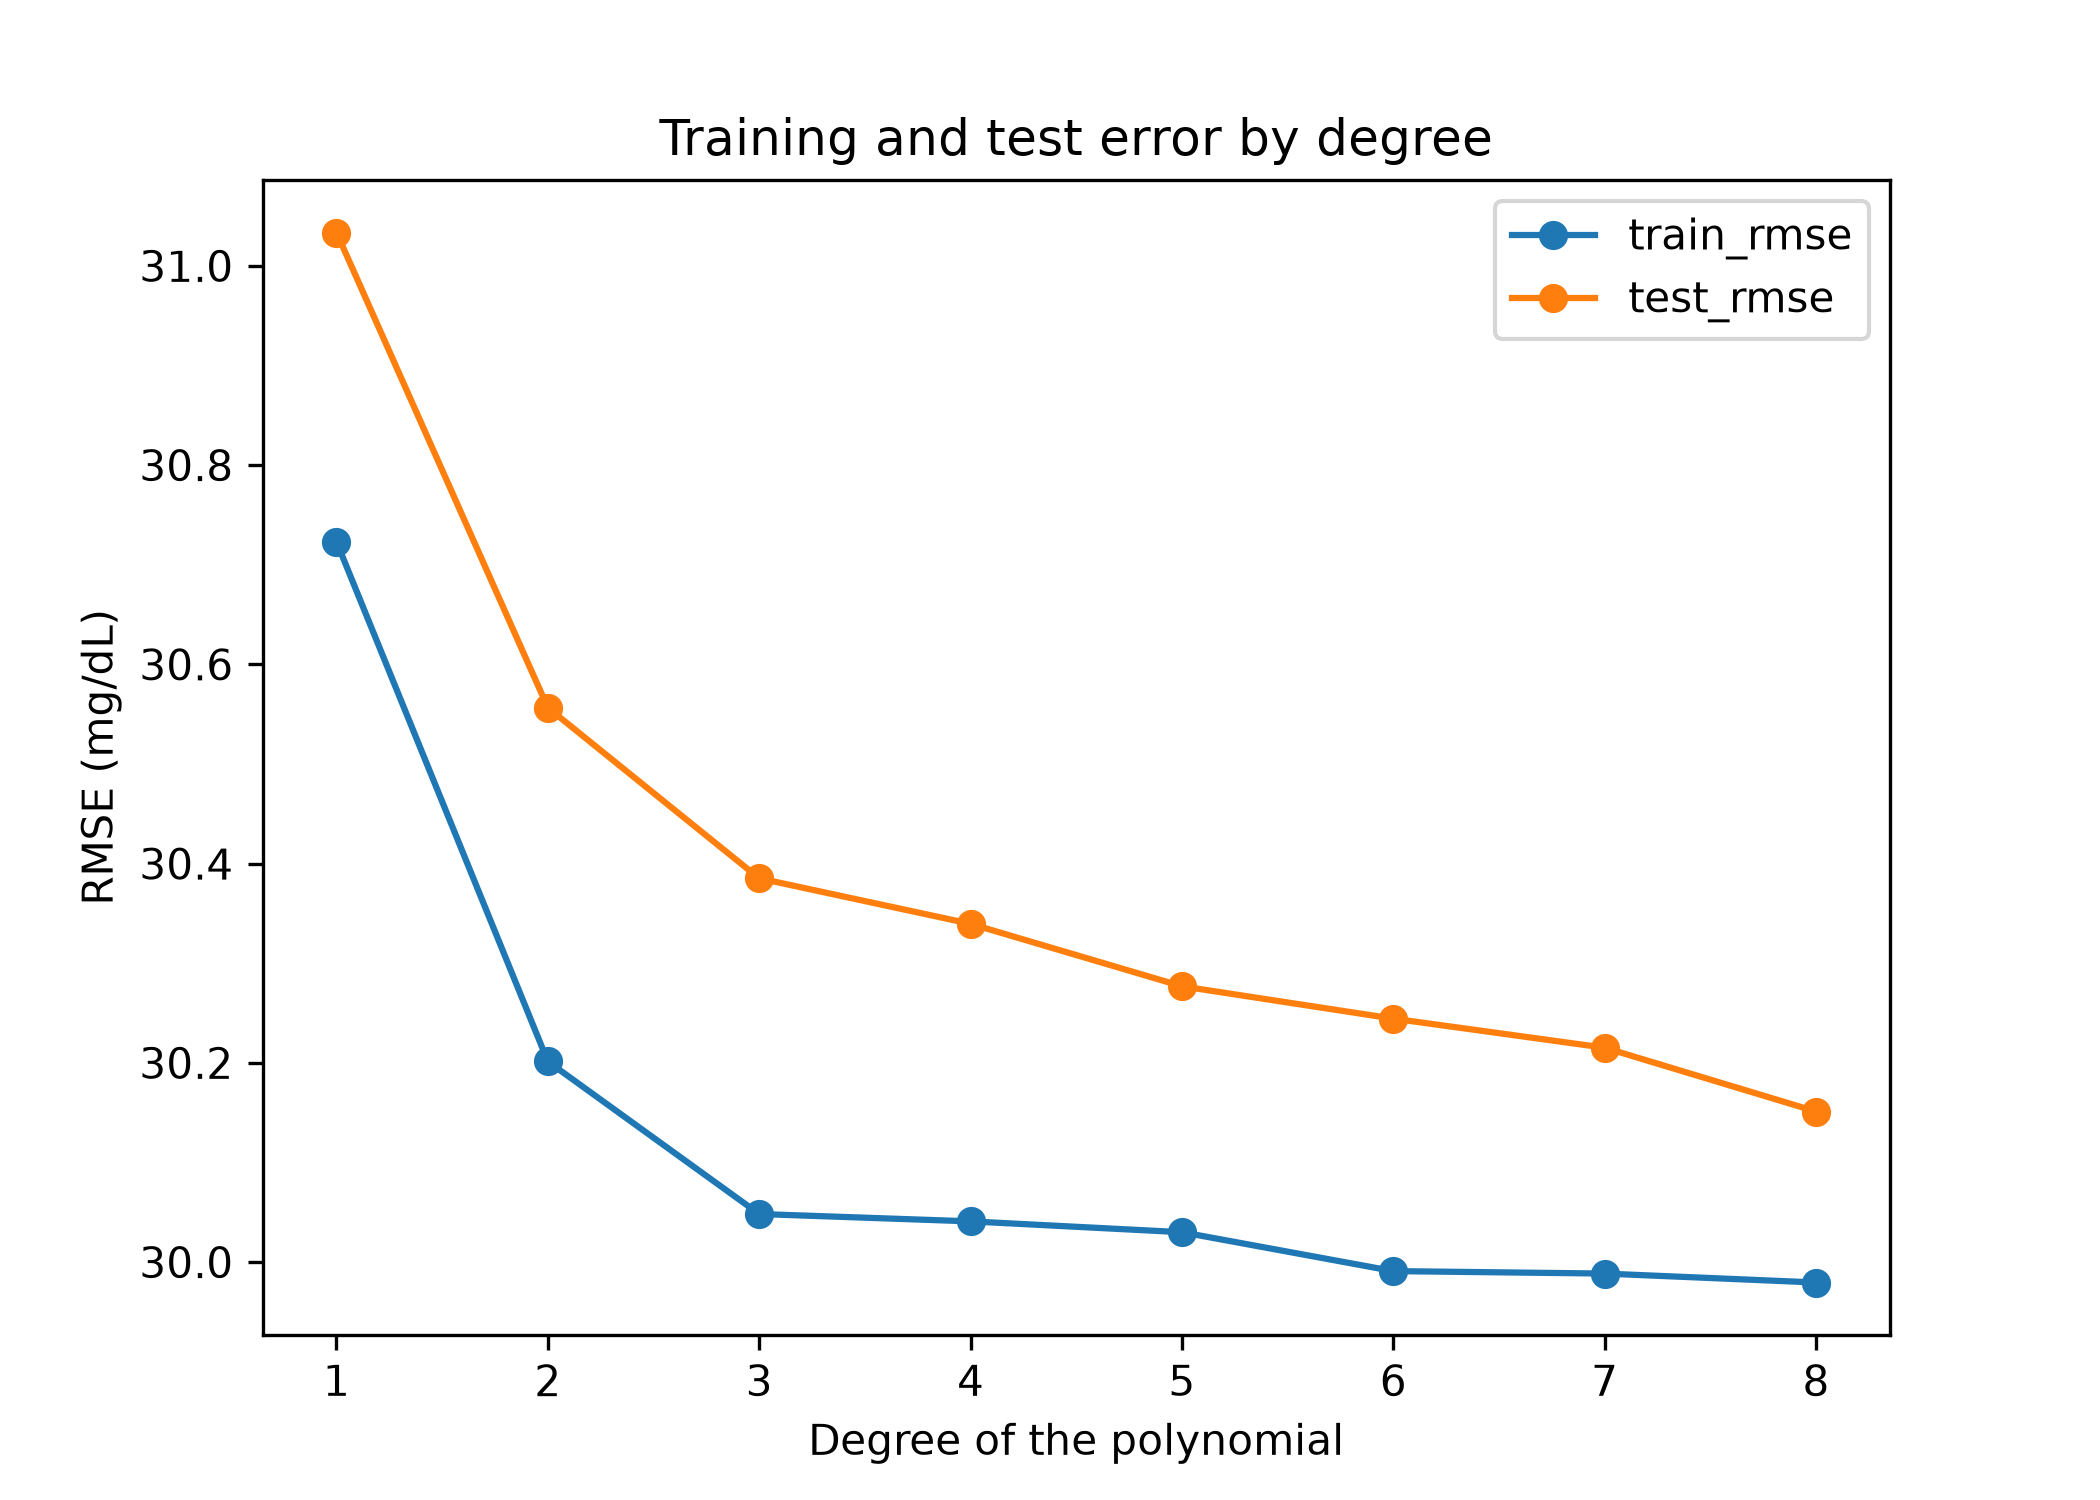 Training and test error by degree
train_rmse
test_rmse
31.0
30.8
30.6
30.4
30.2
30.0
RMSE (mg/dL)
1 2 3 4 5 6 7 8
Degree of the polynomial